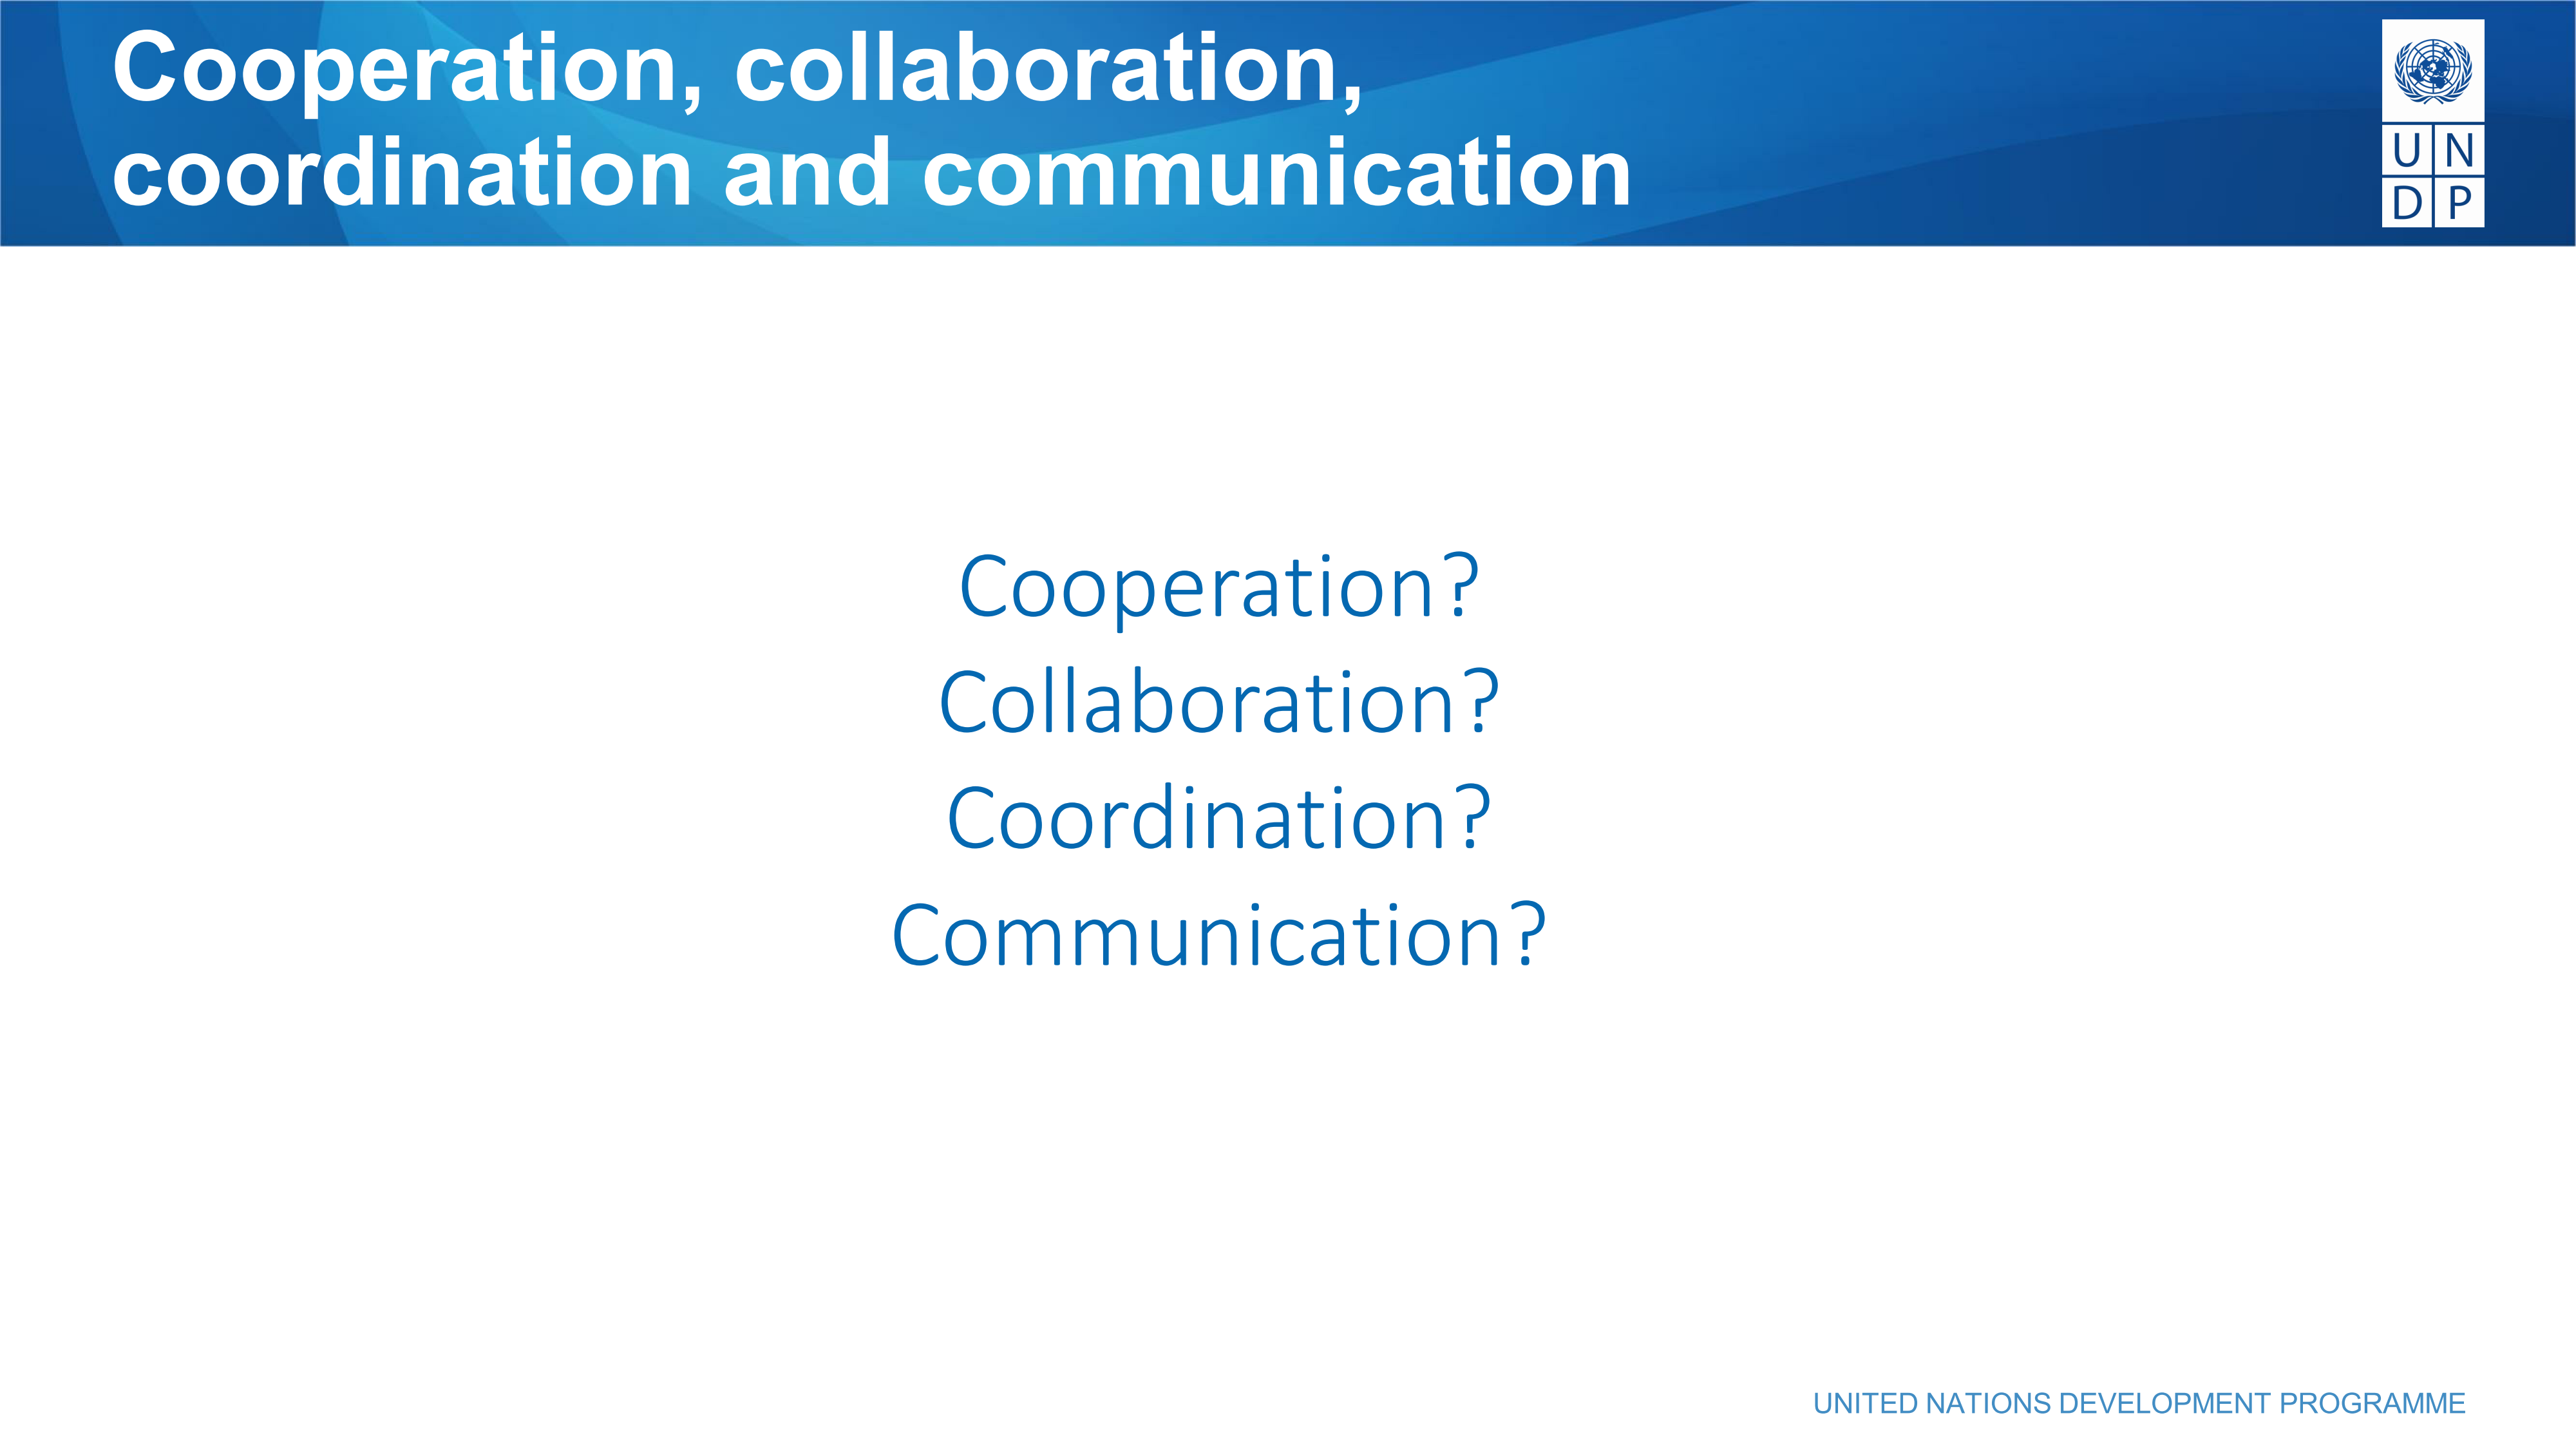 Cooperation, collaboration,
coordination and communication
U N
D P
Cooperation?
Collaboration?
Coordination?
Communication?
UNITED NATIONS DEVELOPMENT PROGRAMME